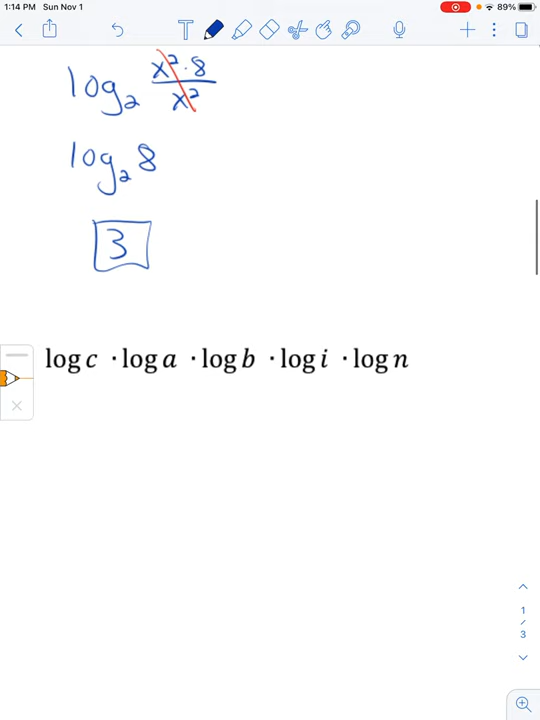 1:14 PM Sun Nov 1
89%
log₂ x²·8 / x²
log₂ 8
3
log c · log a · log b · log i · log n
1
/
3